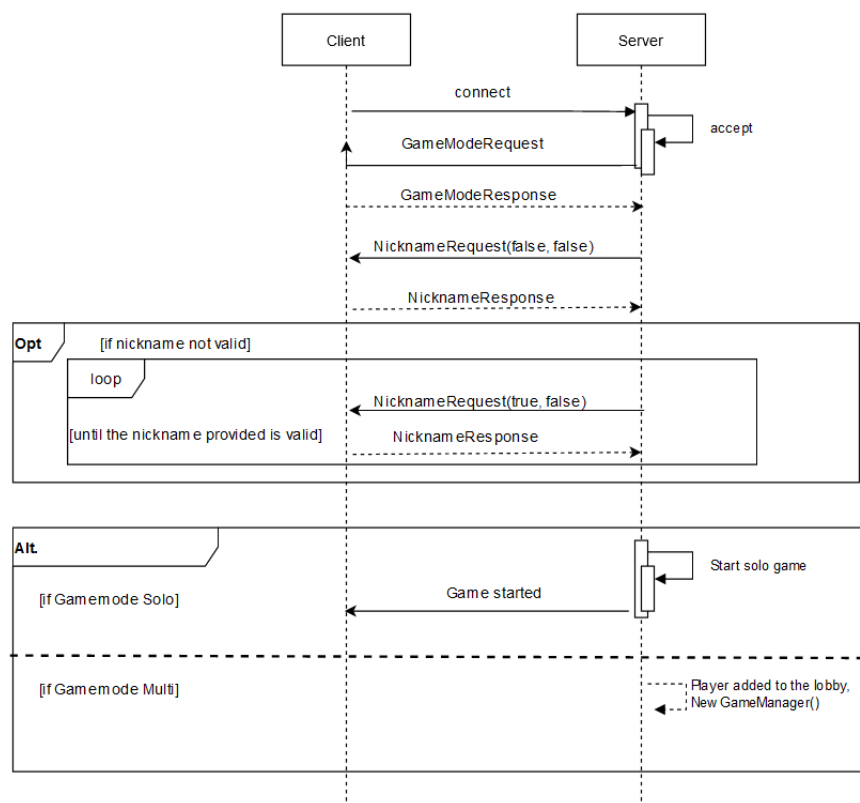 Client
Server
connect
accept
GameModeRequest
GameModeResponse
NicknameRequest(false, false)
NicknameResponse
Opt
[if nickname not valid]
loop
NicknameRequest(true, false)
[until the nickname provided is valid]
NicknameResponse
Alt.
Start solo game
[if Gamemode Solo]
Game started
[if Gamemode Multi]
Player added to the lobby,
New GameManager()